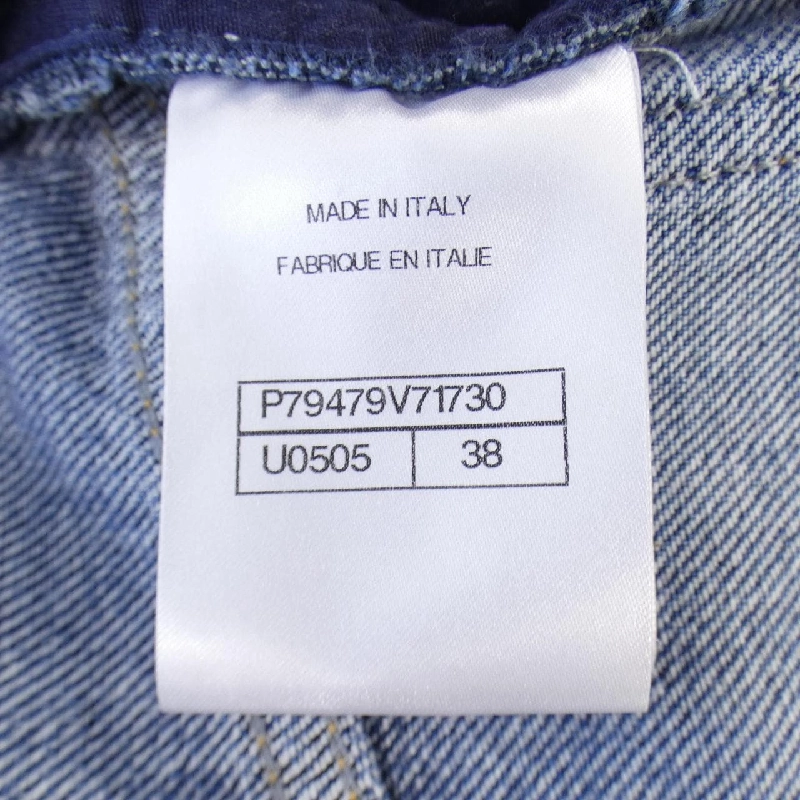 MADE IN ITALY
FABRIQUE EN ITALIE
P79479V71730
U0505 38